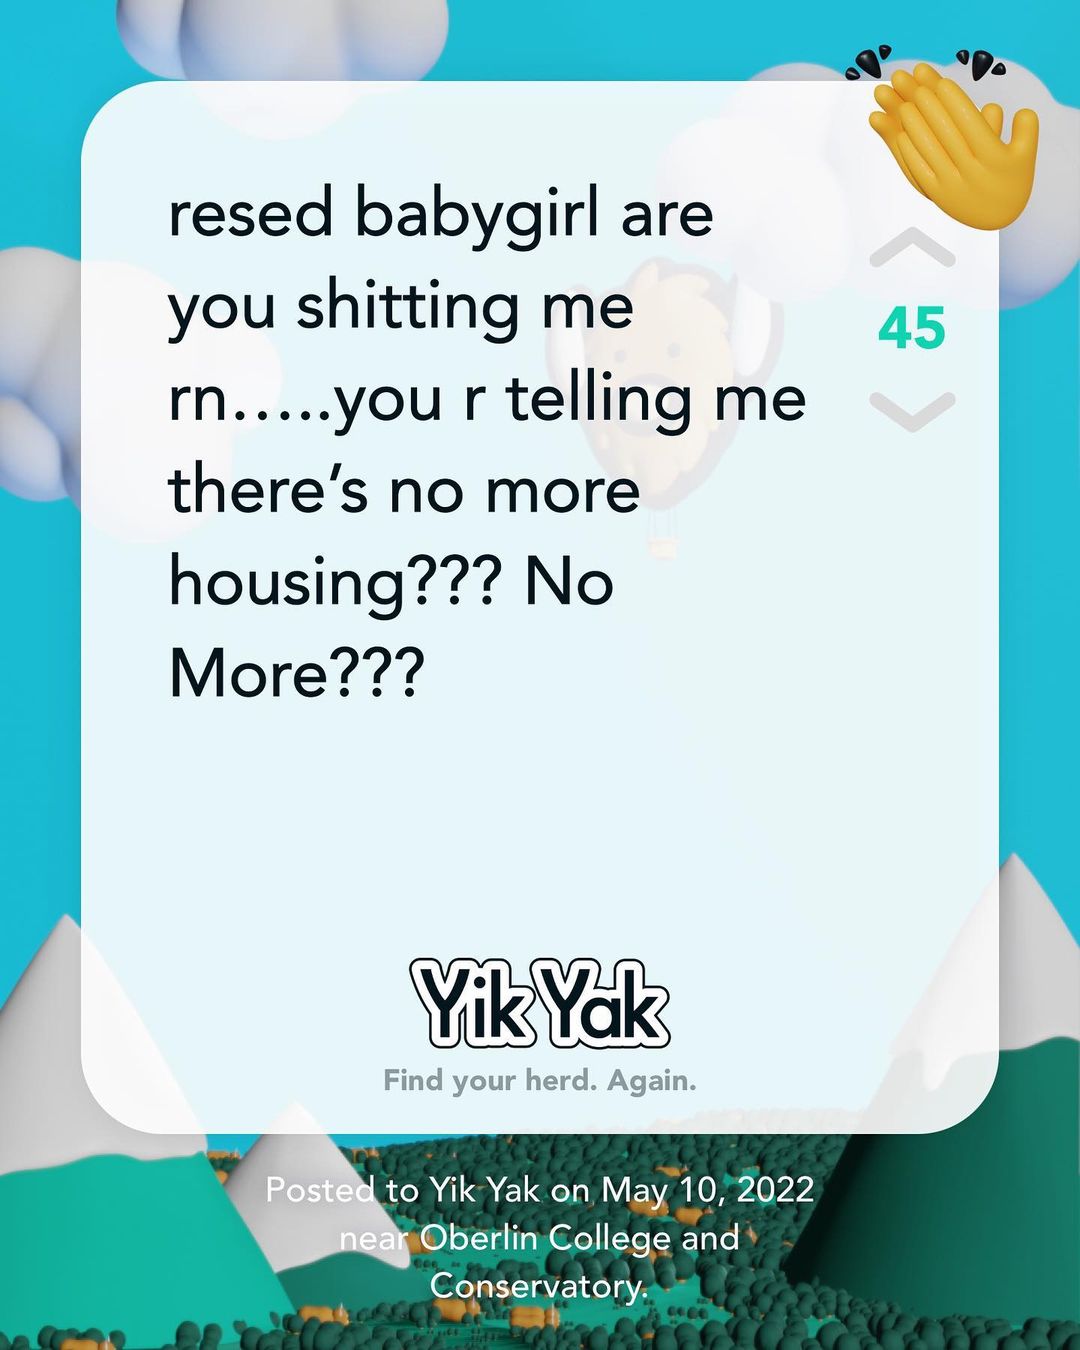 resed babygirl are
you shitting me
rn.....you r telling me
there’s no more
housing??? No
More???
45
Yik Yak
Find your herd. Again.
Posted to Yik Yak on May 10, 2022
near Oberlin College and
Conservatory.